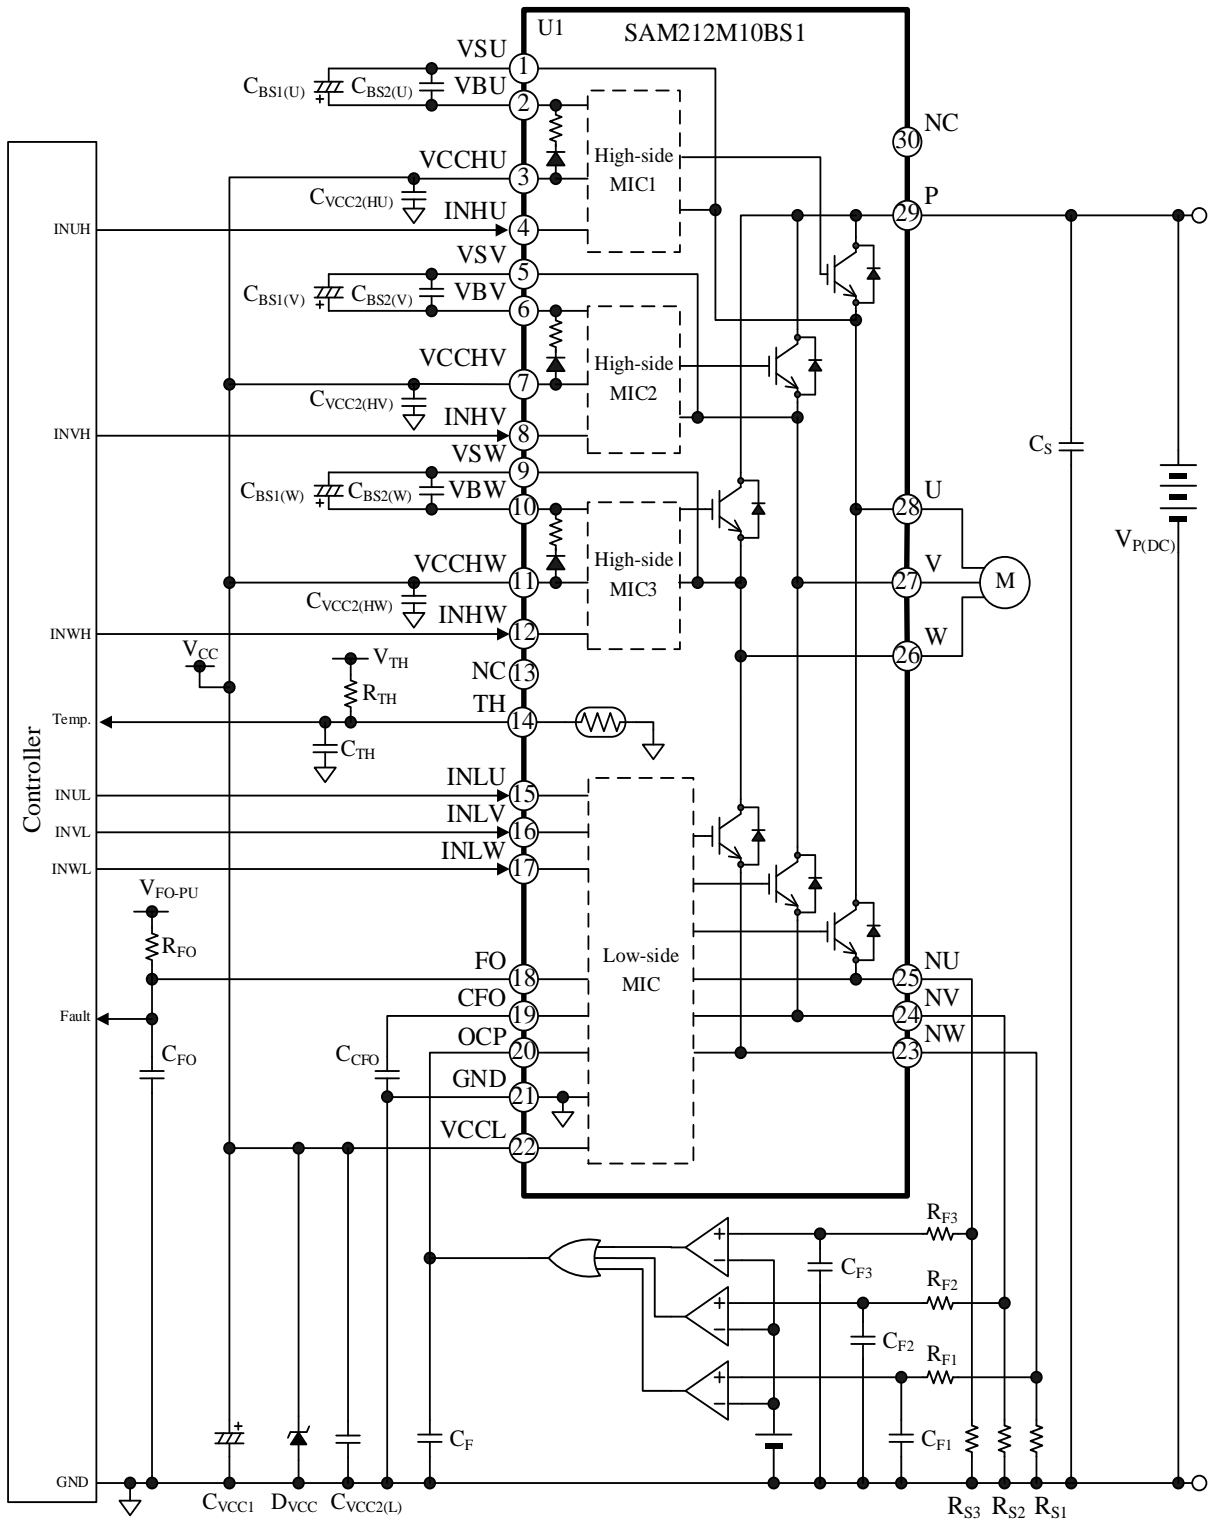 U1
SAM212M10BS1
VSU
1
CBS1(U)
CBS2(U)
VBU
2
High-side
MIC1
NC
30
VCCHU
3
CVCC2(HU)
P
29
INUH
INHU
4
VSV
5
CBS1(V)
CBS2(V)
VBV
6
High-side
MIC2
VCCHV
7
CVCC2(HV)
INVH
INHV
8
CS
VSW
9
CBS1(W)
CBS2(W)
VBW
10
U
28
VP(DC)
High-side
MIC3
VCCHW
11
V
27
M
CVCC2(HW)
INWH
INHW
12
W
26
VCC
VTH
NC
13
RTH
Temp.
TH
14
CTH
Controller
INUL
INLU
15
INVL
INLV
16
INWL
INLW
17
VFO-PU
RFO
Low-side
MIC
FO
18
NU
25
Fault
CFO
19
NV
24
CFO
CCFO
OCP
20
NW
23
GND
21
VCCL
22
RF3
+
−
CF3
RF2
+
−
CF2
RF1
+
−
+
CF
CF1
GND
CVCC1
DVCC
CVCC2(L)
RS3
RS2
RS1